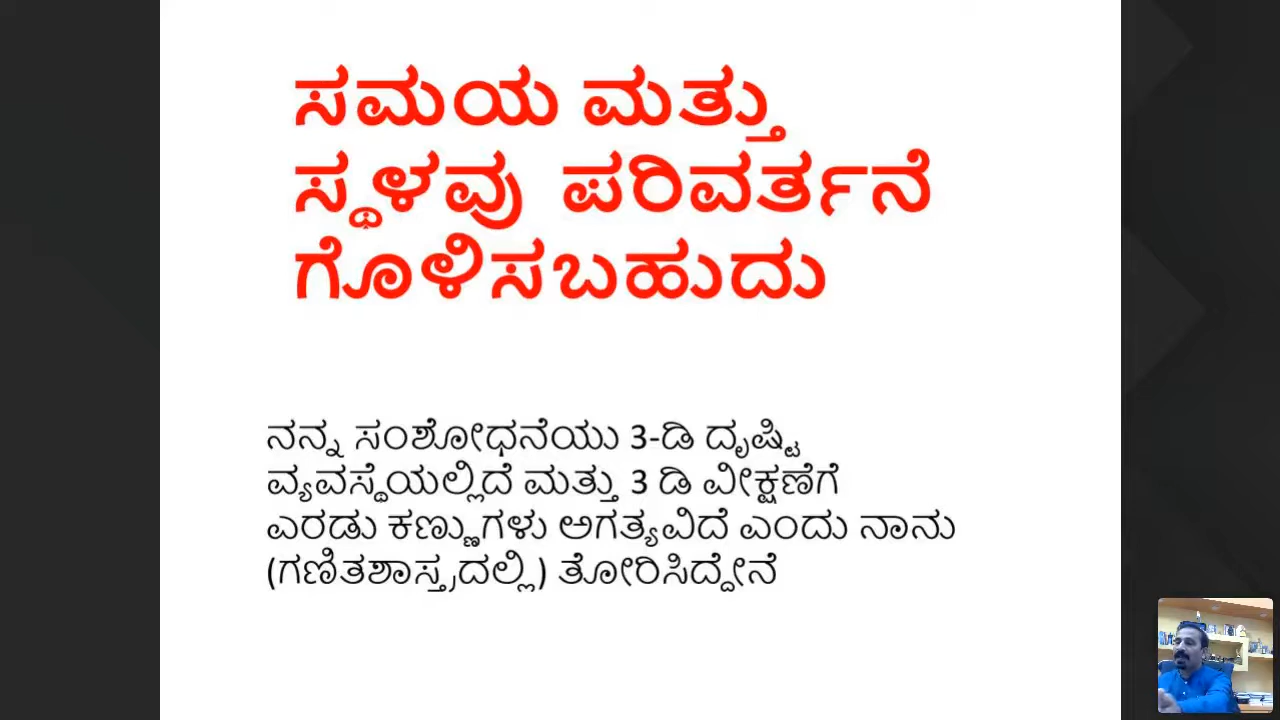 ಸಮಯ ಮತ್ತು
ಸ್ಥಳವು ಪರಿವರ್ತನೆ
ಗೊಳಿಸಬಹುದು
ನನ್ನ ಸಂಶೋಧನೆಯು 3-ಡಿ ದೃಷ್ಟಿ
ವ್ಯವಸ್ಥೆಯಲ್ಲಿದೆ ಮತ್ತು 3 ಡಿ ವೀಕ್ಷಣೆಗೆ
ಎರಡು ಕಣ್ಣುಗಳು ಅಗತ್ಯವಿದೆ ಎಂದು ನಾನು
(ಗಣಿತಶಾಸ್ತ್ರದಲ್ಲಿ) ತೋರಿಸಿದ್ದೇನೆ